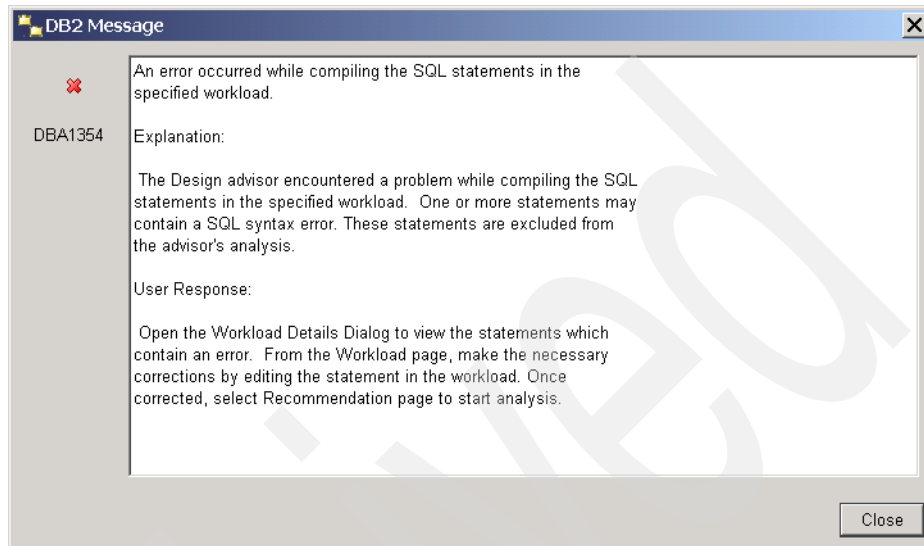 DB2 Message
DBA1354
An error occurred while compiling the SQL statements in the
specified workload.
Explanation:
The Design advisor encountered a problem while compiling the SQL
statements in the specified workload. One or more statements may
contain a SQL syntax error. These statements are excluded from
the advisor's analysis.
User Response:
Open the Workload Details Dialog to view the statements which
contain an error. From the Workload page, make the necessary
corrections by editing the statement in the workload. Once
corrected, select Recommendation page to start analysis.
Close